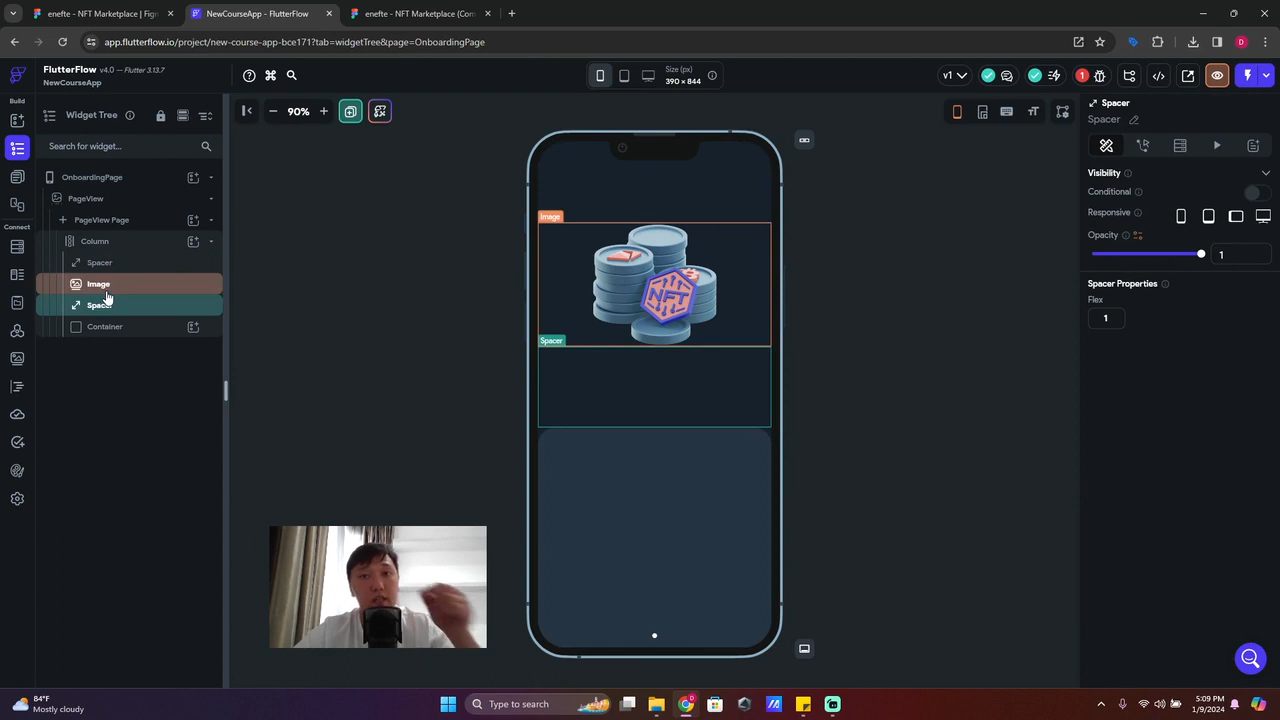 enefte - NFT Marketplace | Fig
NewCourseApp - FlutterFlow
enefte - NFT Marketplace (Com
app.flutterflow.io/project/new-course-app-bce171?tab=widgetTree&page=OnboardingPage
D
FlutterFlow v4.0 — Flutter 3.13.7
NewCourseApp
Size (px)
390 × 844
v1
1
Build
Widget Tree
90%
Search for widget...
OnboardingPage
PageView
PageView Page
Column
Spacer
Image
Spacer
Container
Connect
Image
NFT
Spacer
Spacer
Spacer
Visibility
Conditional
Responsive
Opacity
1
Spacer Properties
Flex
1
84°F
Mostly cloudy
Type to search
5:09 PM
1/9/2024